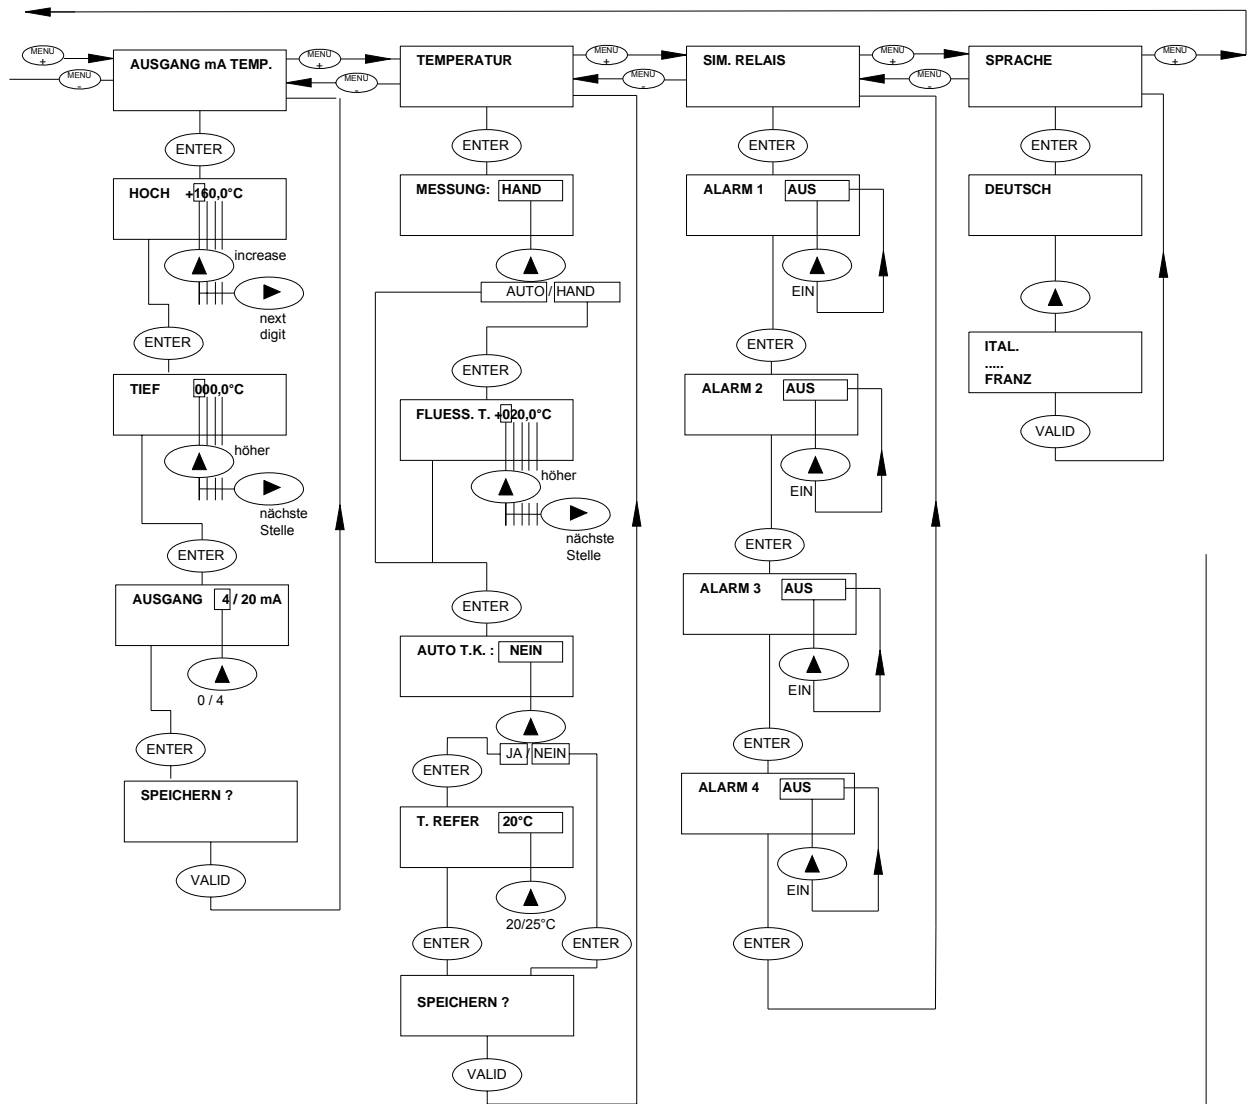 MENU
+
MENU
-
AUSGANG mA TEMP.
MENU
+
MENU
-
TEMPERATUR
MENU
+
MENU
-
SIM. RELAIS
MENU
+
MENU
-
SPRACHE
MENU
+
ENTER
HOCH +160,0°C
increase
next
digit
ENTER
TIEF 000,0°C
höher
nächste
Stelle
ENTER
AUSGANG 4 / 20 mA
0 / 4
ENTER
SPEICHERN ?
VALID
ENTER
MESSUNG: HAND
AUTO / HAND
ENTER
FLUESS. T. +020,0°C
höher
nächste
Stelle
ENTER
AUTO T.K. : NEIN
JA / NEIN
ENTER
T. REFER 20°C
20/25°C
ENTER
ENTER
SPEICHERN ?
VALID
ENTER
ALARM 1 AUS
EIN
ENTER
ALARM 2 AUS
EIN
ENTER
ALARM 3 AUS
EIN
ENTER
ALARM 4 AUS
EIN
ENTER
ENTER
DEUTSCH
ITAL.
.....
FRANZ
VALID